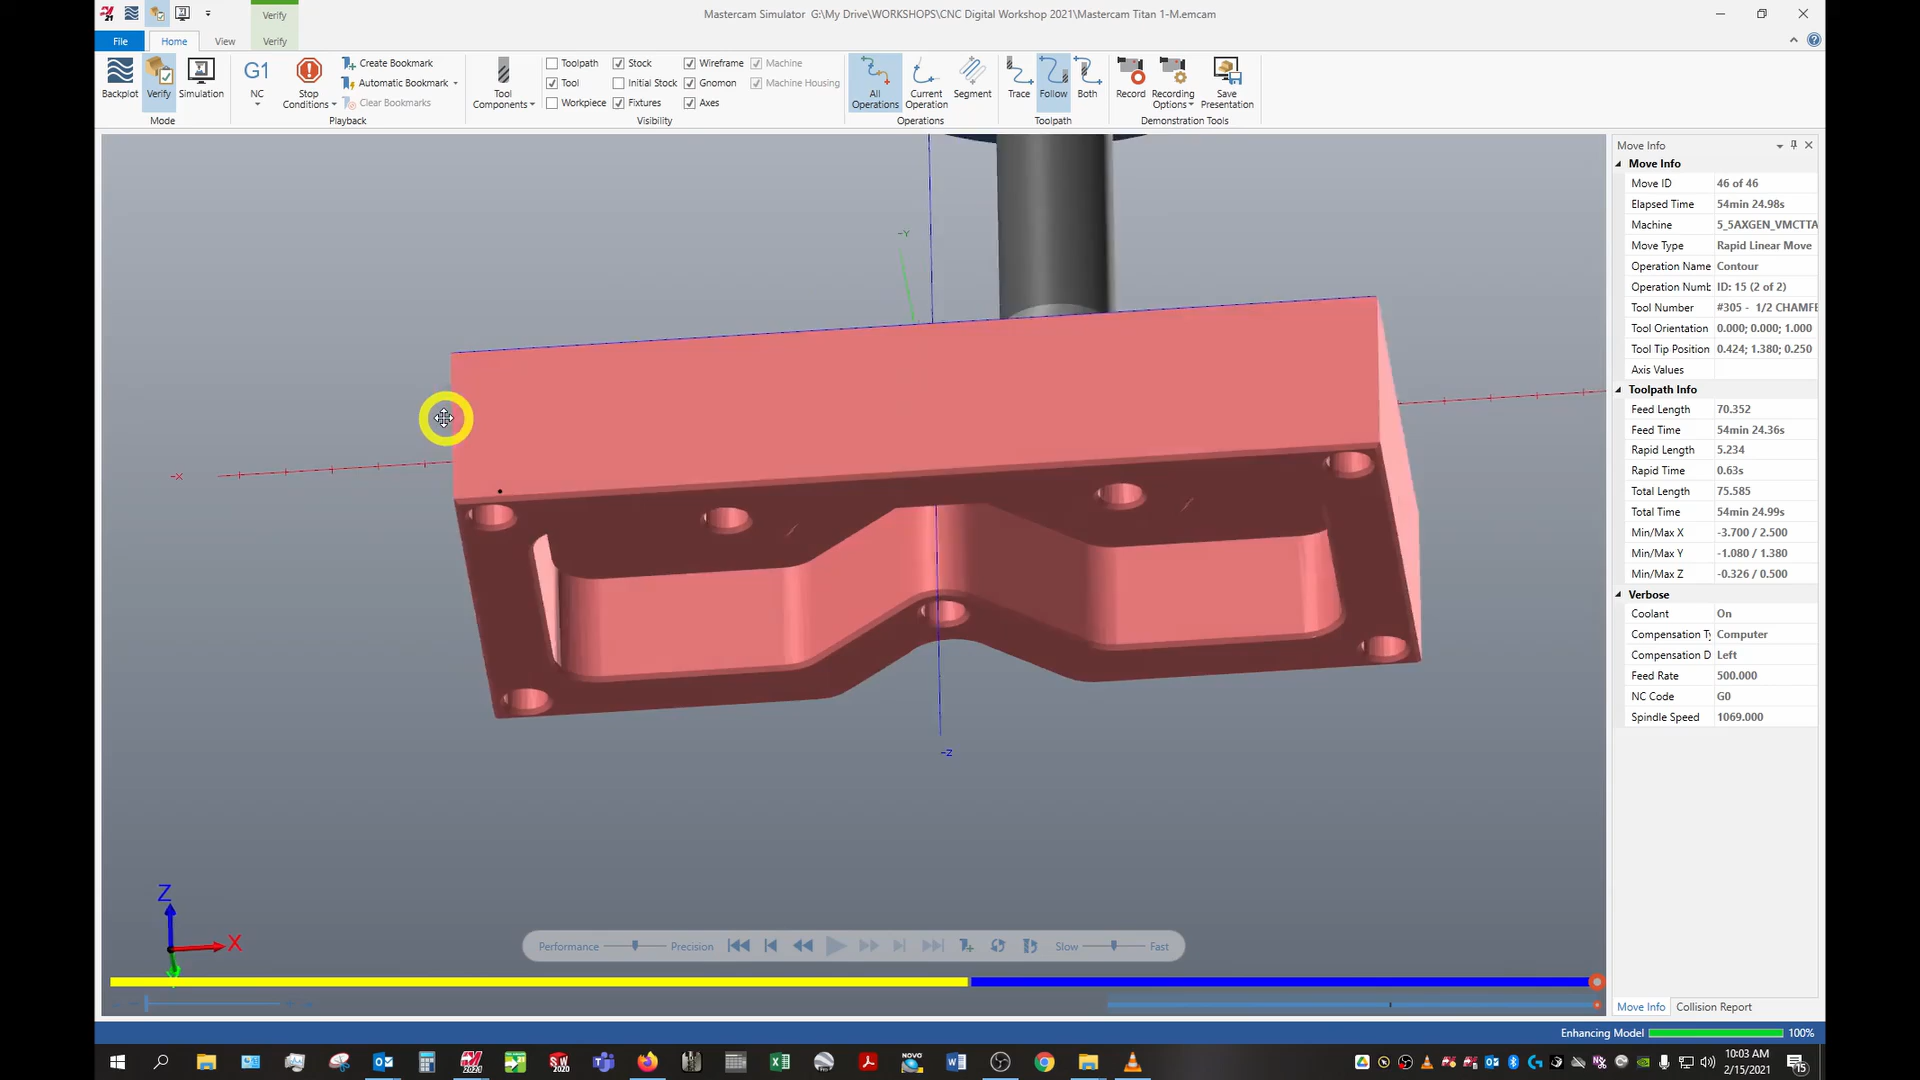 Verify
Mastercam Simulator  G:\My Drive\WORKSHOPS\CNC Digital Workshop 2021\Mastercam Titan 1-M.emcam
File
Home
View
Verify
Backplot
Verify
Simulation
Mode
G1
NC
Stop
Conditions
Create Bookmark
Automatic Bookmark
Clear Bookmarks
Playback
Tool
Components
Toolpath
Stock
Wireframe
Machine
Tool
Initial Stock
Gnomon
Machine Housing
Workpiece
Fixtures
Axes
Visibility
All
Operations
Current
Operation
Segment
Operations
Trace
Follow
Both
Toolpath
Record
Recording
Options
Save
Presentation
Demonstration Tools
-Y
-X
-Z
Z
X
Performance
Precision
Slow
Fast
Move Info
Move Info
Move ID 46 of 46
Elapsed Time 54min 24.98s
Machine 5_5AXGEN_VMCTTA
Move Type Rapid Linear Move
Operation Name Contour
Operation Numb ID: 15 (2 of 2)
Tool Number #305 - 1/2 CHAMFE
Tool Orientation 0.000; 0.000; 1.000
Tool Tip Position 0.424; 1.380; 0.250
Axis Values
Toolpath Info
Feed Length 70.352
Feed Time 54min 24.36s
Rapid Length 5.234
Rapid Time 0.63s
Total Length 75.585
Total Time 54min 24.99s
Min/Max X -3.700 / 2.500
Min/Max Y -1.080 / 1.380
Min/Max Z -0.326 / 0.500
Verbose
Coolant On
Compensation Ty Computer
Compensation D Left
Feed Rate 500.000
NC Code G0
Spindle Speed 1069.000
Move Info
Collision Report
Enhancing Model
100%
10:03 AM
2/15/2021